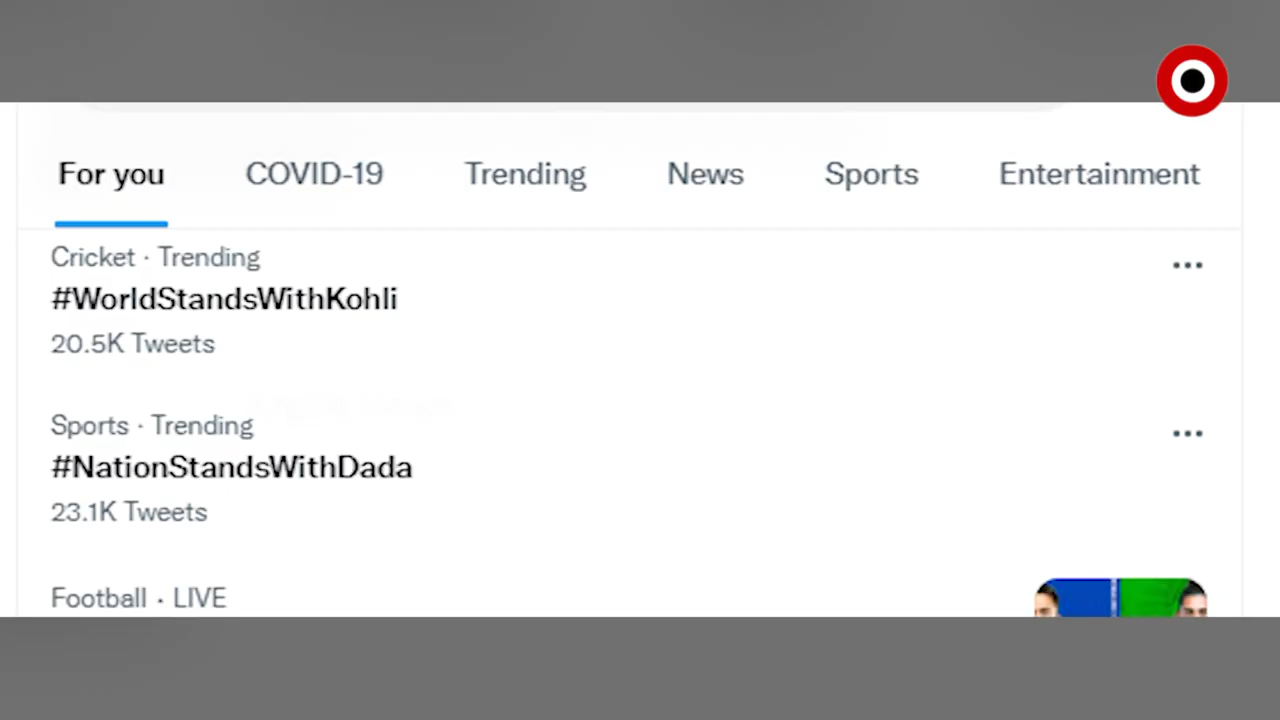 For you COVID-19 Trending News Sports Entertainment
Cricket · Trending
#WorldStandsWithKohli
20.5K Tweets
Sports · Trending
#NationStandsWithDada
23.1K Tweets
Football · LIVE